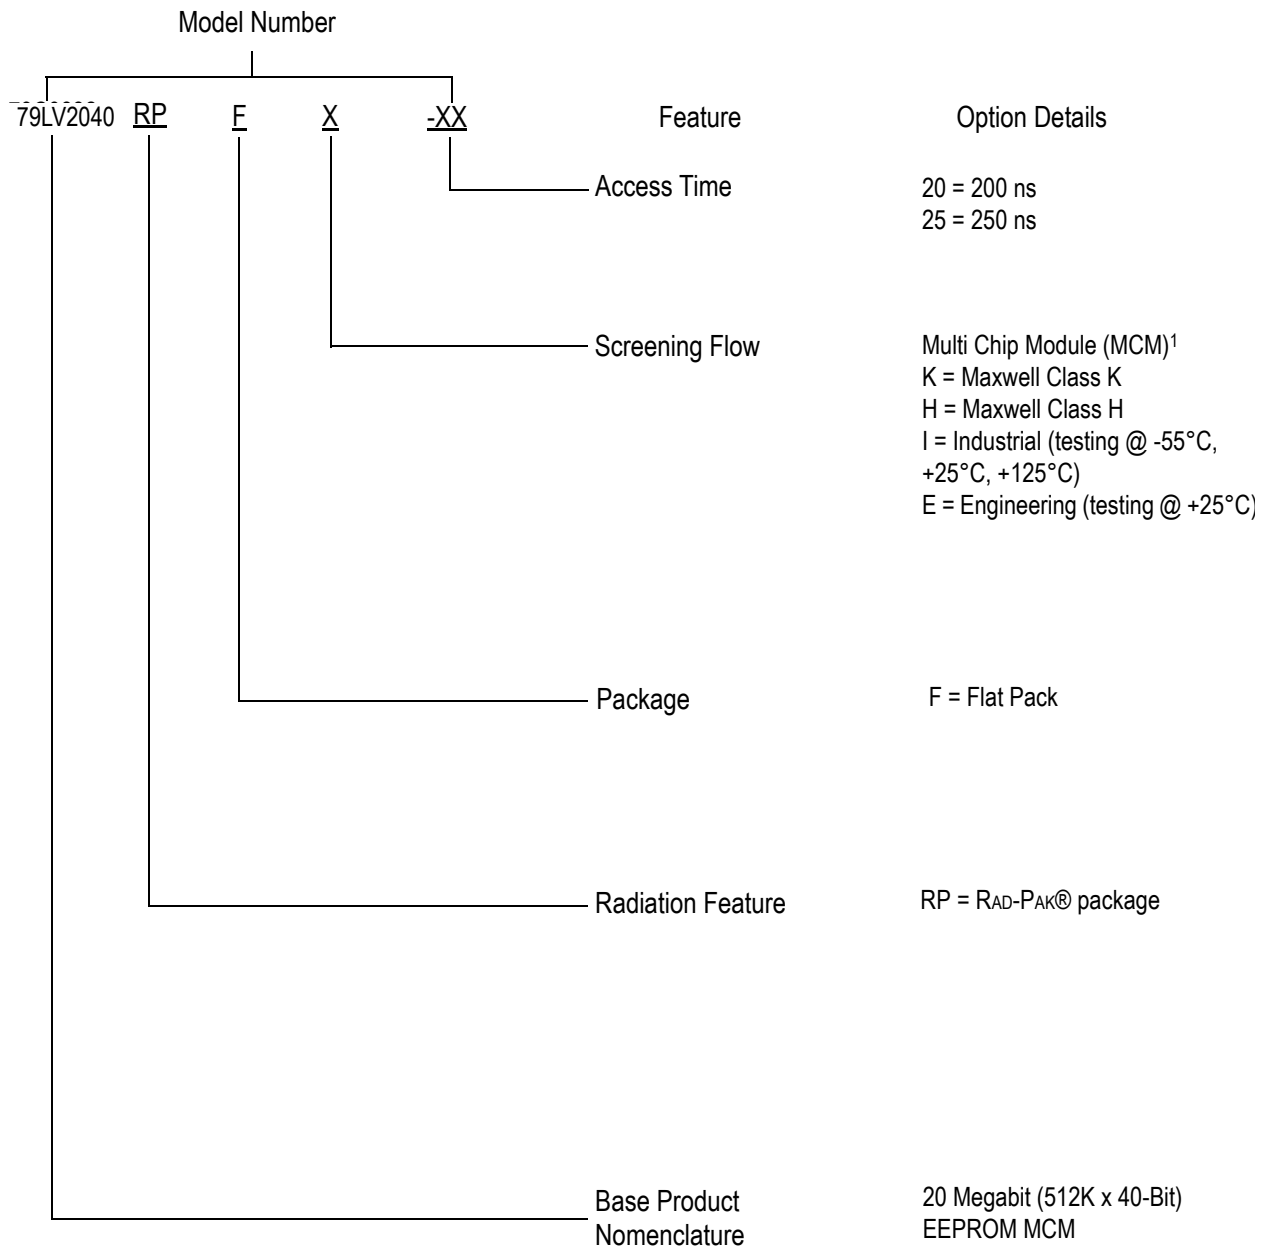 Model Number
79LV2040 RP F X -XX Feature Option Details
Access Time
20 = 200 ns
25 = 250 ns
Screening Flow
Multi Chip Module (MCM)1
K = Maxwell Class K
H = Maxwell Class H
I = Industrial (testing @ -55°C,
+25°C, +125°C)
E = Engineering (testing @ +25°C)
Package
F = Flat Pack
Radiation Feature
RP = RAD-PAK® package
Base Product
Nomenclature
20 Megabit (512K x 40-Bit)
EEPROM MCM